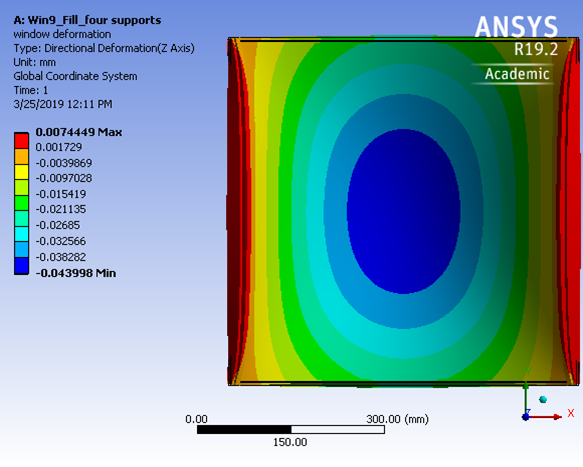 A: Win9_Fill_four supports
window deformation
Type: Directional Deformation(Z Axis)
Unit: mm
Global Coordinate System
Time: 1
3/25/2019 12:11 PM
ANSYS
R19.2
Academic
0.0074449 Max
0.001729
-0.0039869
-0.0097028
-0.015419
-0.021135
-0.02685
-0.032566
-0.038282
-0.043998 Min
0.00
300.00 (mm)
150.00
X